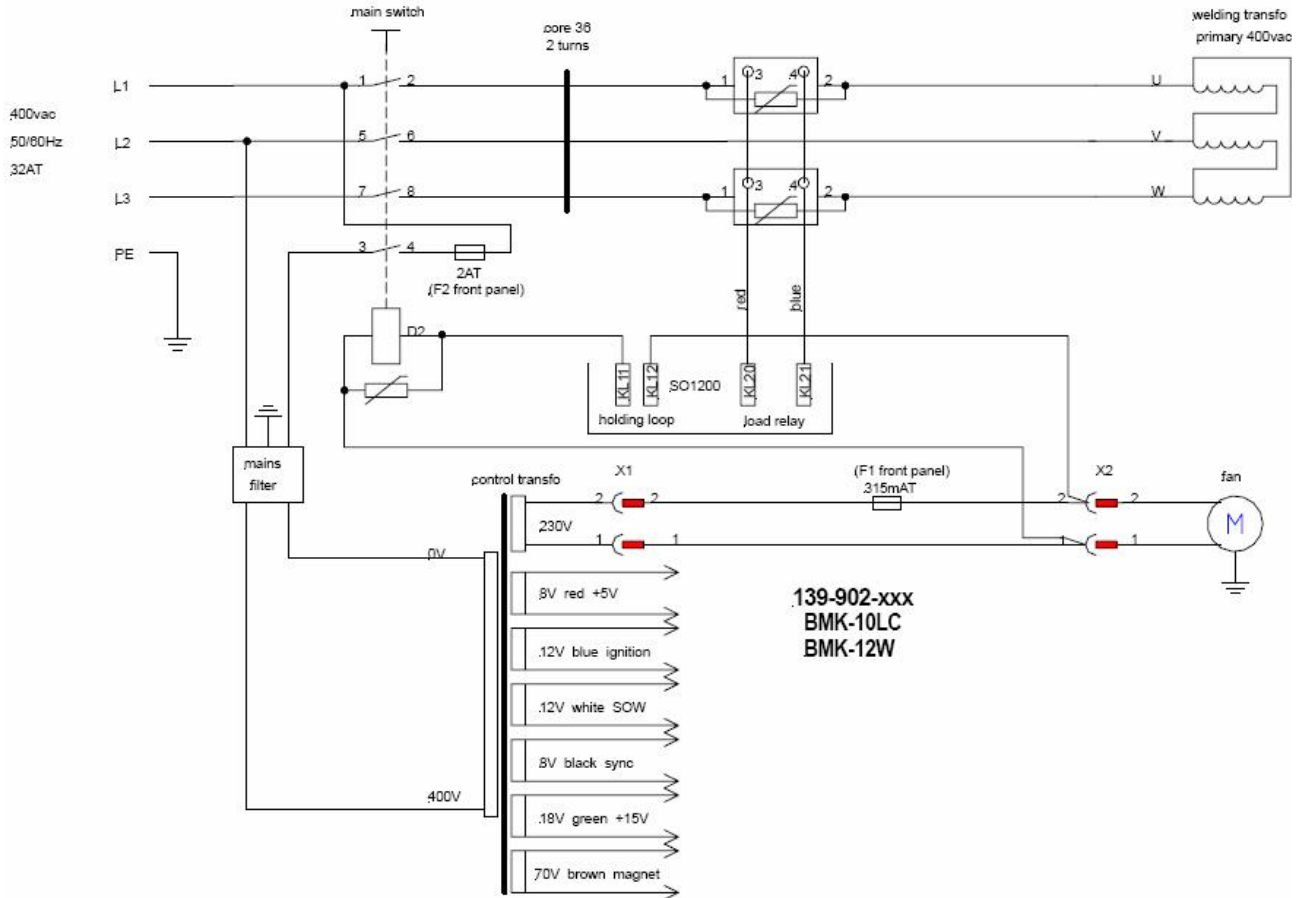 main switch
core 36
2 turns
welding transfo
primary 400vac
L1
1
2
1
3
4
2
U
400vac
50/60Hz
32AT
L2
5
6
V
L3
7
8
1
3
4
2
W
PE
3
4
2AT
(F2 front panel)
red
blue
D2
KL11
KL12
SO1200
KL20
KL21
holding loop
load relay
mains
filter
control transfo
X1
(F1 front panel)
.315mAT
X2
fan
2
2
2
2
230V
M
1
1
1
1
0V
8V red +5V
139-902-xxx
BMK-10LC
BMK-12W
12V blue ignition
12V white SOW
8V black sync
400V
18V green +15V
70V brown magnet